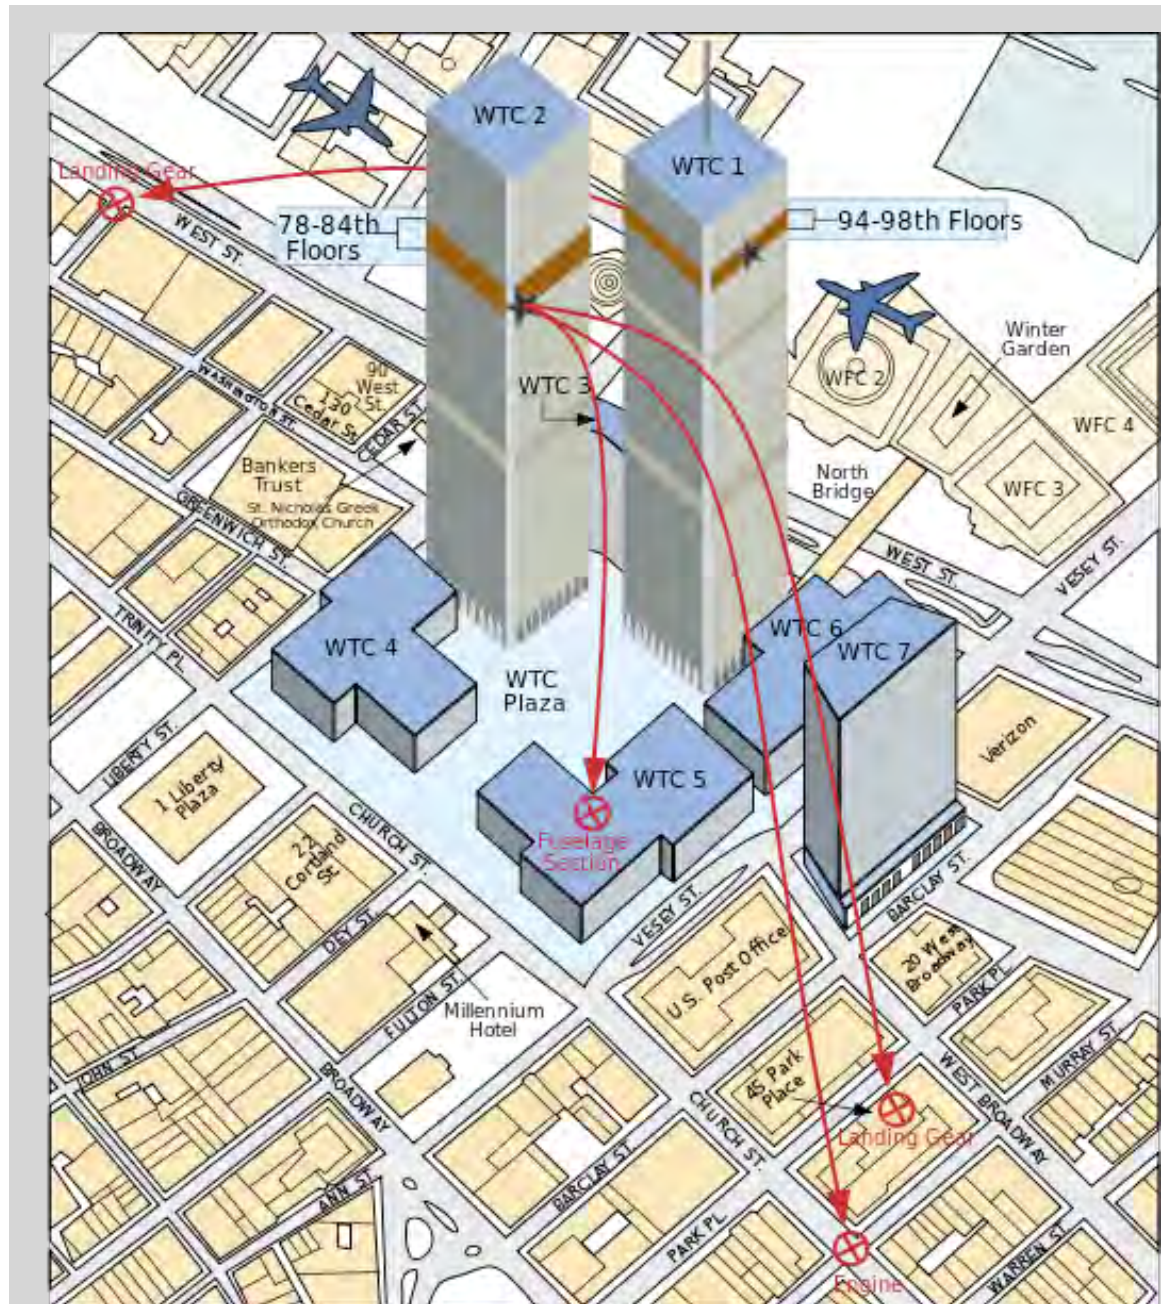 WTC 2
WTC 1
Landing Gear
78-84th
Floors
94-98th Floors
WEST ST.
Winter
Garden
WFC 2
WFC 4
WFC 3
90
West
St.
130
Cedar St
WTC 3
WASHINGTON ST.
CEDAR ST
Bankers
Trust
St. Nicholas Greek
Orthodox Church
North
Bridge
GREENWICH ST.
WEST ST.
VESEY ST.
TRINITY PL.
WTC 4
WTC 6
WTC 7
WTC
Plaza
LIBERTY ST.
1 Liberty
Plaza
WTC 5
Verizon
Fuselage
Section
BROADWAY
CHURCH ST.
22
Cortland
St.
DEY ST.
VESEY ST.
BARCLAY ST.
U.S. Post Office
20 West
Broadway
PARK PL.
FULTON ST.
Millennium
Hotel
JOHN ST.
BROADWAY
45 Park
Place
MURRAY ST.
WEST BROADWAY
CHURCH ST.
Landing Gear
ANN ST.
BARCLAY ST.
PARK PL.
WARREN ST.
Engine